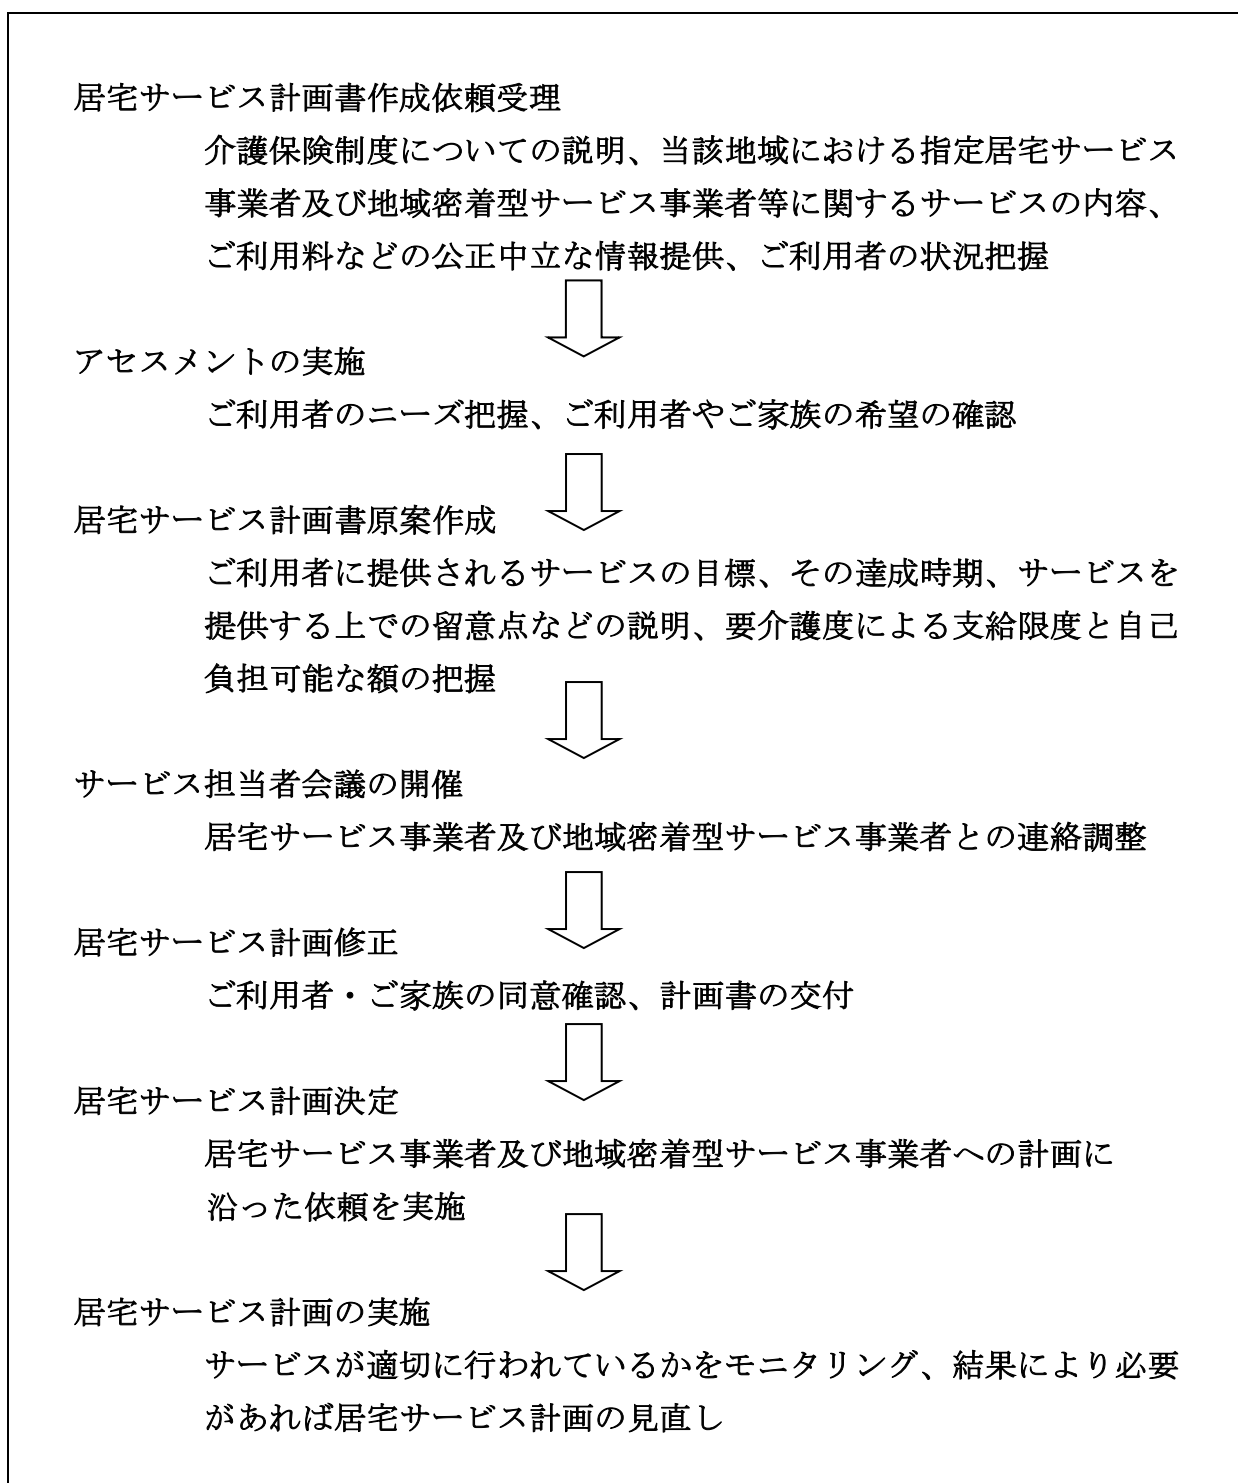 居宅サービス計画書作成依頼受理
介護保険制度についての説明、当該地域における指定居宅サービス
事業者及び地域密着型サービス事業者等に関するサービスの内容、
ご利用料などの公正中立な情報提供、ご利用者の状況把握
アセスメントの実施
ご利用者のニーズ把握、ご利用者やご家族の希望の確認
居宅サービス計画書原案作成
ご利用者に提供されるサービスの目標、その達成時期、サービスを
提供する上での留意点などの説明、要介護度による支給限度と自己
負担可能な額の把握
サービス担当者会議の開催
居宅サービス事業者及び地域密着型サービス事業者との連絡調整
居宅サービス計画修正
ご利用者・ご家族の同意確認、計画書の交付
居宅サービス計画決定
居宅サービス事業者及び地域密着型サービス事業者への計画に
沿った依頼を実施
居宅サービス計画の実施
サービスが適切に行われているかをモニタリング、結果により必要
があれば居宅サービス計画の見直し